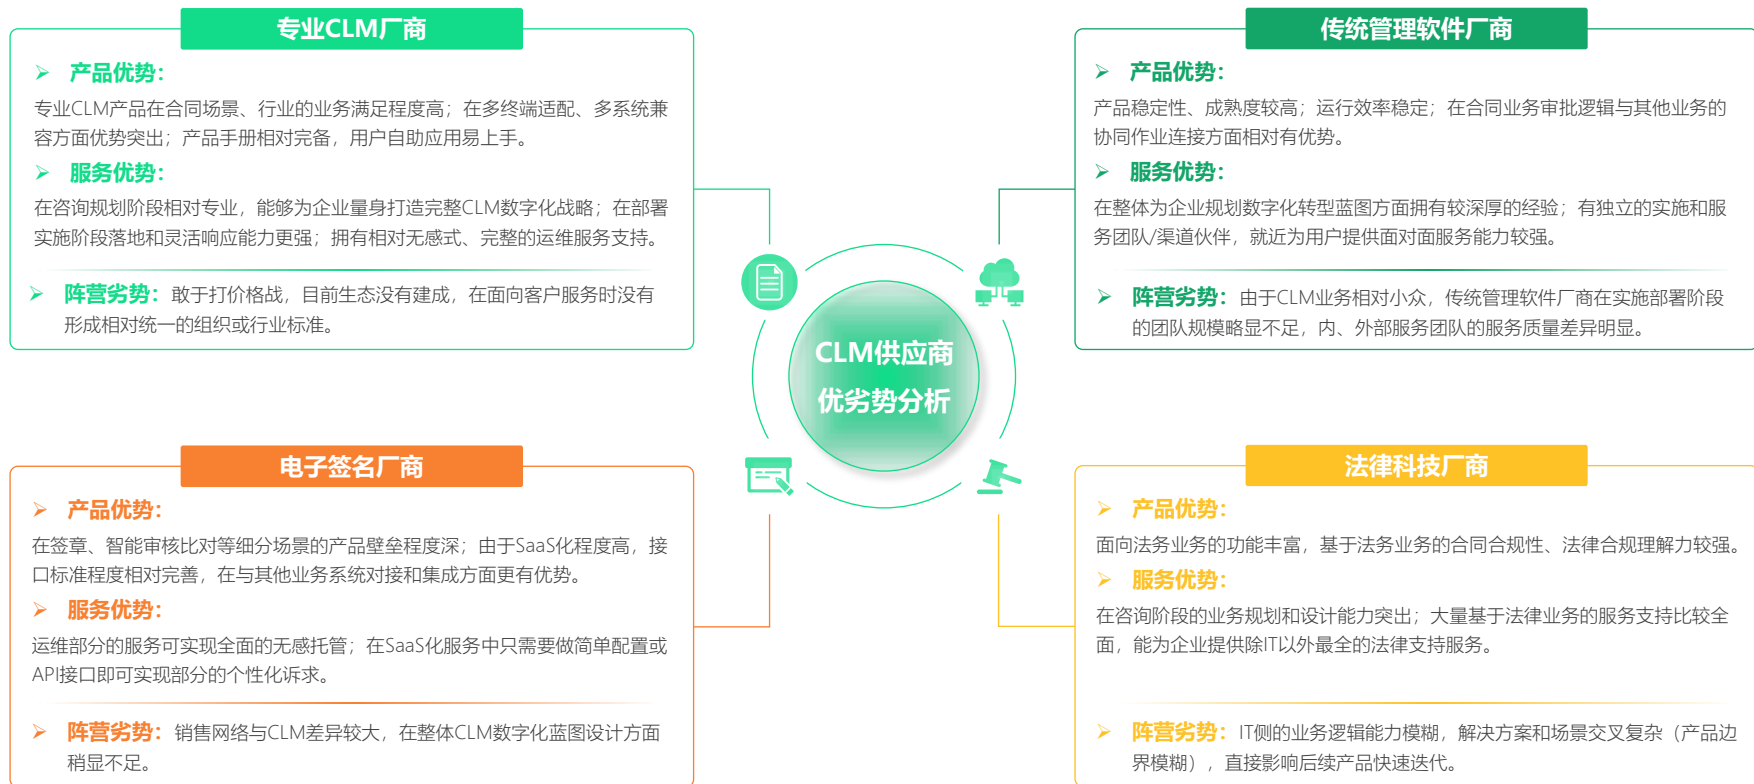 专业CLM厂商
➢ 产品优势：
专业CLM产品在合同场景、行业的业务满足程度高；在多终端适配、多系统兼
容方面优势突出；产品手册相对完备，用户自助应用易上手。
➢ 服务优势：
在咨询规划阶段相对专业，能够为企业量身打造完整CLM数字化战略；在部署
实施阶段落地和灵活响应能力更强；拥有相对无感式、完整的运维服务支持。
➢ 阵营劣势：敢于打价格战，目前生态没有建成，在面向客户服务时没有
形成相对统一的组织或行业标准。
传统管理软件厂商
➢ 产品优势：
产品稳定性、成熟度较高；运行效率稳定；在合同业务审批逻辑与其他业务的
协同作业连接方面相对有优势。
➢ 服务优势：
在整体为企业规划数字化转型蓝图方面拥有较深厚的经验；有独立的实施和服
务团队/渠道伙伴，就近为用户提供面对面服务能力较强。
➢ 阵营劣势：由于CLM业务相对小众，传统管理软件厂商在实施部署阶段
的团队规模略显不足，内、外部服务团队的服务质量差异明显。
CLM供应商
优劣势分析
电子签名厂商
➢ 产品优势：
在签章、智能审核比对等细分场景的产品壁垒程度深；由于SaaS化程度高，接
口标准程度相对完善，在与其他业务系统对接和集成方面更有优势。
➢ 服务优势：
运维部分的服务可实现全面的无感托管；在SaaS化服务中只需要做简单配置或
API接口即可实现部分的个性化诉求。
➢ 阵营劣势：销售网络与CLM差异较大，在整体CLM数字化蓝图设计方面
稍显不足。
法律科技厂商
➢ 产品优势：
面向法务业务的功能丰富，基于法务业务的合同合规性、法律合规理解力较强。
➢ 服务优势：
在咨询阶段的业务规划和设计能力突出；大量基于法律业务的服务支持比较全
面，能为企业提供除IT以外最全的法律支持服务。
➢ 阵营劣势：IT侧的业务逻辑能力模糊，解决方案和场景交叉复杂（产品边
界模糊），直接影响后续产品快速迭代。